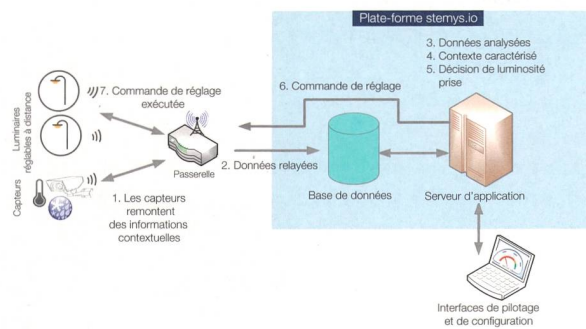 Plate-forme stemys.io
3. Données analysées
4. Contexte caractérisé
5. Décision de luminosité
prise
6. Commande de réglage
7. Commande de réglage
exécutée
Luminaires
réglables à distance
Passerelle
2. Données relayées
Capteurs
1. Les capteurs
remontent
des informations
contextuelles
Base de données
Serveur d'application
Interfaces de pilotage
et de configuration